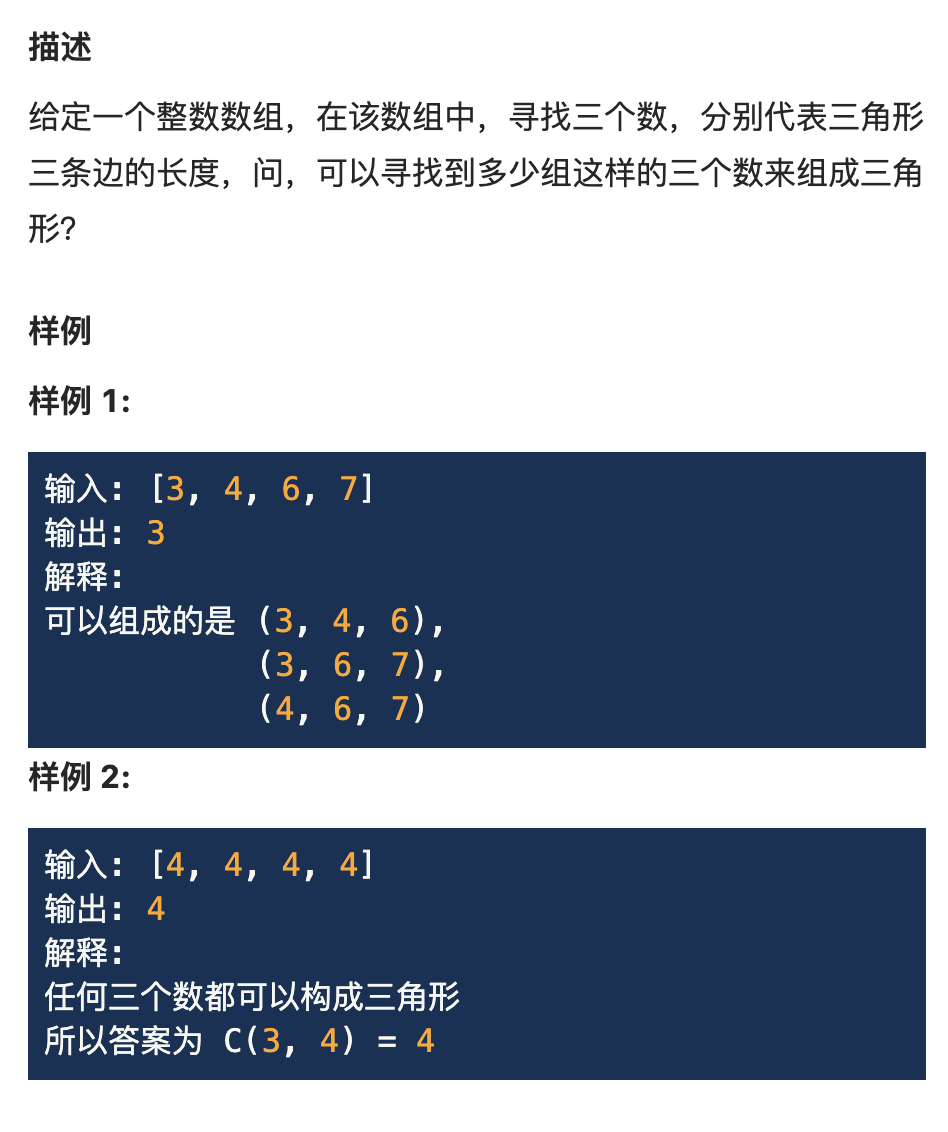 描述
给定一个整数数组，在该数组中，寻找三个数，分别代表三角形
三条边的长度，问，可以寻找到多少组这样的三个数来组成三角
形?
样例
样例 1:
输入: [3, 4, 6, 7]
输出: 3
解释:
可以组成的是 (3, 4, 6),
(3, 6, 7),
(4, 6, 7)
样例 2:
输入: [4, 4, 4, 4]
输出: 4
解释:
任何三个数都可以构成三角形
所以答案为 C(3, 4) = 4